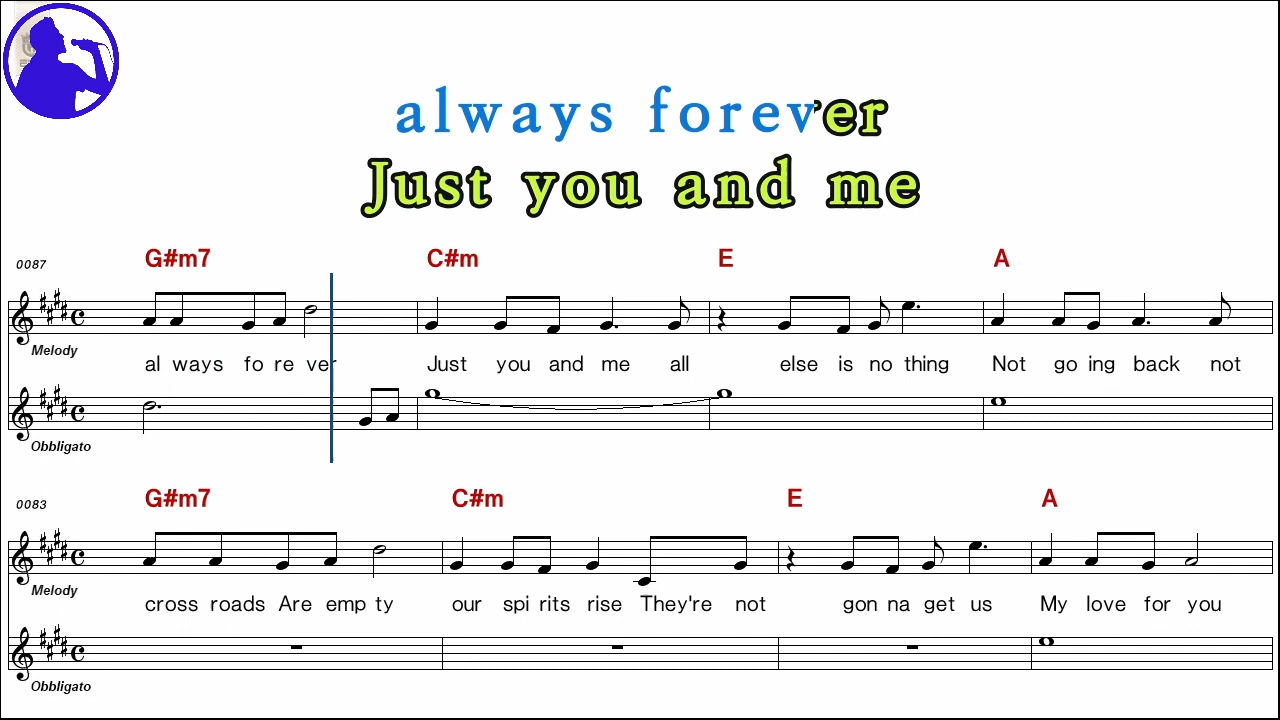 always forever
Just you and me
0087 G#m7 C#m E A
Melody
al ways fo re ver Just you and me all else is no thing Not go ing back not
Obbligato
0083 G#m7 C#m E A
Melody
cross roads Are emp ty our spi rits rise They're not gon na get us My love for you
Obbligato